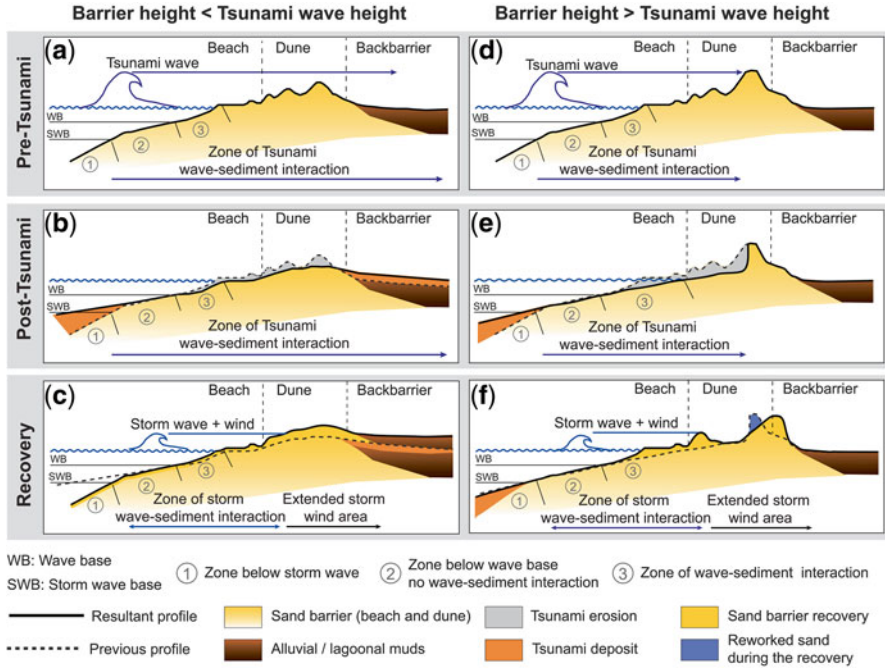 Barrier height < Tsunami wave height
Barrier height > Tsunami wave height
Pre-Tsunami
(a)
Beach
Dune
Backbarrier
Tsunami wave
WB
SWB
1
2
3
Zone of Tsunami
wave-sediment interaction
(d)
Beach
Dune
Backbarrier
Tsunami wave
WB
SWB
1
2
3
Zone of Tsunami
wave-sediment interaction
Post-Tsunami
(b)
Beach
Dune
Backbarrier
WB
SWB
1
2
3
Zone of Tsunami
wave-sediment interaction
(e)
Beach
Dune
Backbarrier
WB
SWB
1
2
3
Zone of Tsunami
wave-sediment interaction
Recovery
(c)
Beach
Dune
Backbarrier
Storm wave + wind
WB
SWB
1
2
3
Zone of storm
wave-sediment interaction
Extended storm
wind area
(f)
Beach
Dune
Backbarrier
Storm wave + wind
WB
SWB
1
2
3
Zone of storm
wave-sediment interaction
Extended storm
wind area
WB: Wave base
SWB: Storm wave base
1 Zone below storm wave
2 Zone below wave base
no wave-sediment interaction
3 Zone of wave-sediment interaction
Resultant profile
Sand barrier (beach and dune)
Tsunami erosion
Sand barrier recovery
Previous profile
Alluvial / lagoonal muds
Tsunami deposit
Reworked sand
during the recovery